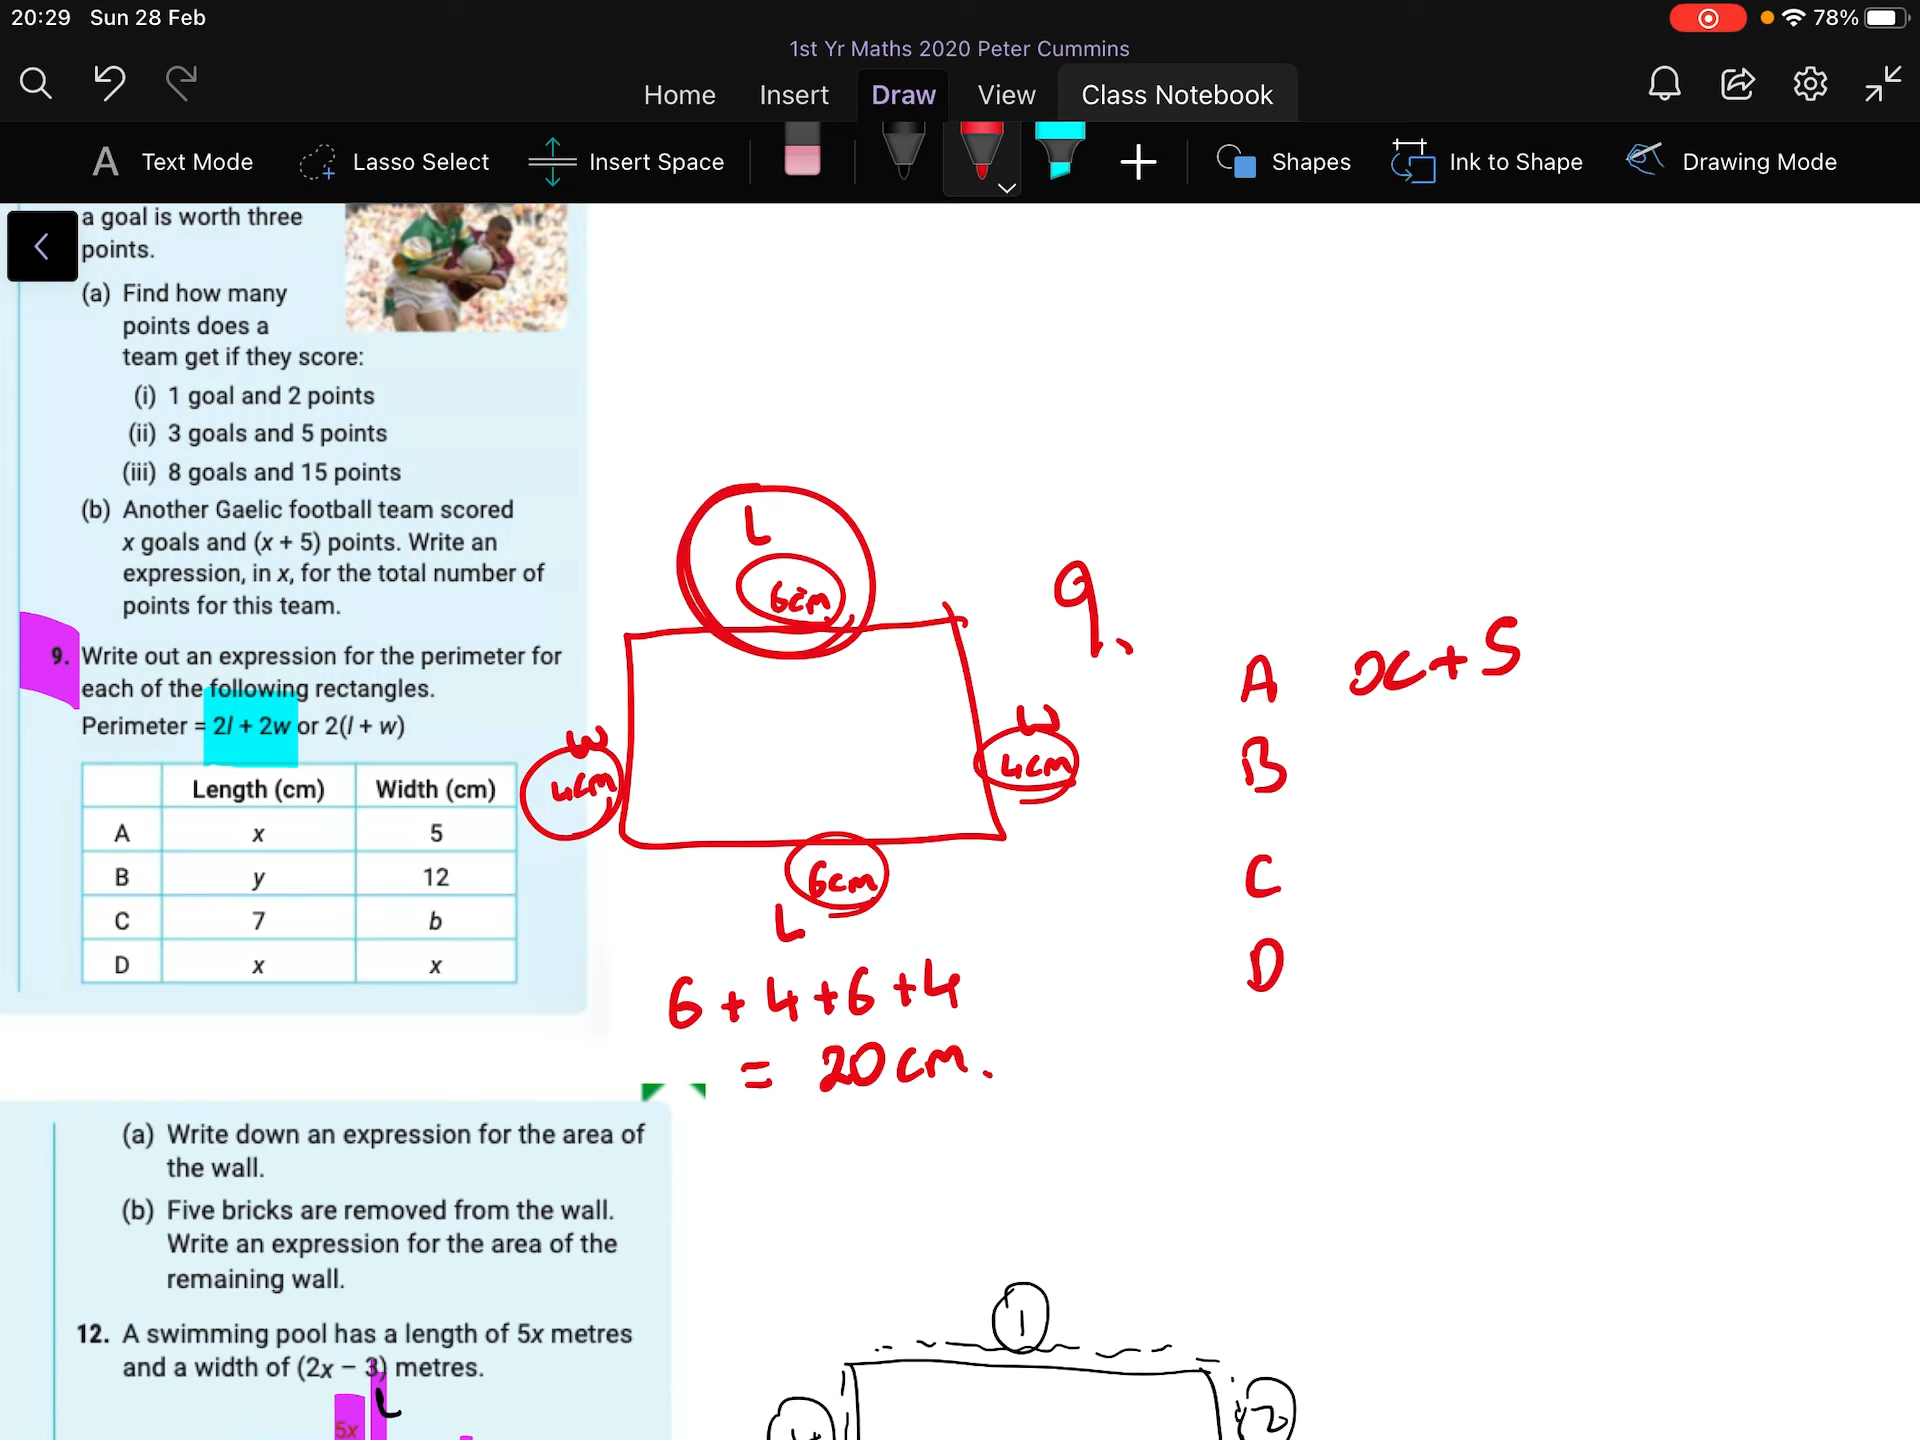 20:29 Sun 28 Feb
78%
1st Yr Maths 2020 Peter Cummins
Home Insert Draw View Class Notebook
Text Mode Lasso Select Insert Space Shapes Ink to Shape Drawing Mode
a goal is worth three
points.
(a) Find how many
points does a
team get if they score:
(i) 1 goal and 2 points
(ii) 3 goals and 5 points
(iii) 8 goals and 15 points
(b) Another Gaelic football team scored
x goals and (x + 5) points. Write an
expression, in x, for the total number of
points for this team.
9. Write out an expression for the perimeter for
each of the following rectangles.
Perimeter = 2l + 2w or 2(l + w)
Length (cm) Width (cm)
A x 5
B y 12
C 7 b
D x x
L
6cm
W
4cm
W
4cm
6cm
L
6 + 4 + 6 + 4
= 20cm.
9.
A x + 5
B
C
D
(a) Write down an expression for the area of
the wall.
(b) Five bricks are removed from the wall.
Write an expression for the area of the
remaining wall.
12. A swimming pool has a length of 5x metres
and a width of (2x − 3) metres.
L
5x
1
2
4